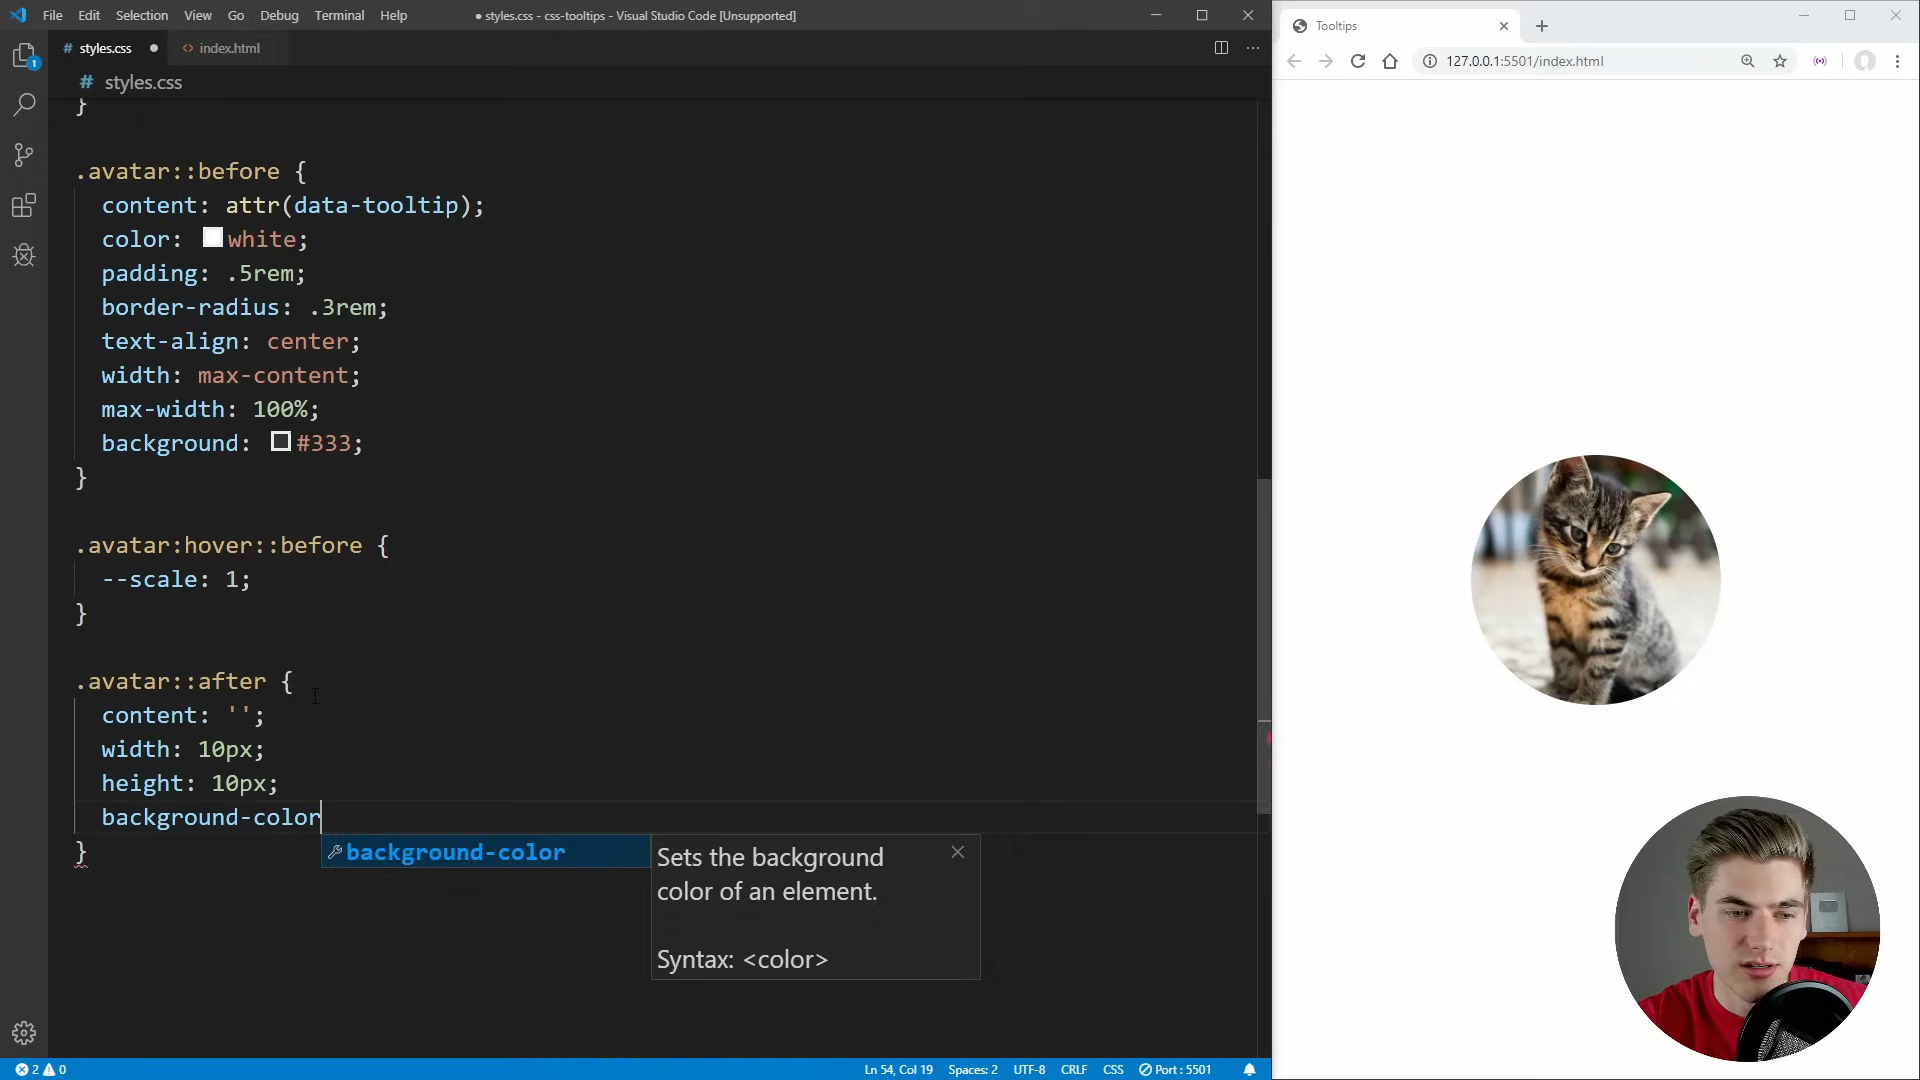 File Edit Selection View Go Debug Terminal Help
● styles.css - css-tooltips - Visual Studio Code [Unsupported]
# styles.css ●
<> index.html
# styles.css
}
.avatar::before {
content: attr(data-tooltip);
color: white;
padding: .5rem;
border-radius: .3rem;
text-align: center;
width: max-content;
max-width: 100%;
background: #333;
}
.avatar:hover::before {
--scale: 1;
}
.avatar::after {
content: '';
width: 10px;
height: 10px;
background-color
}
background-color
Sets the background
color of an element.
Syntax: <color>
1
2 0
Ln 54, Col 19 Spaces: 2 UTF-8 CRLF CSS Port : 5501
Tooltips
127.0.0.1:5501/index.html